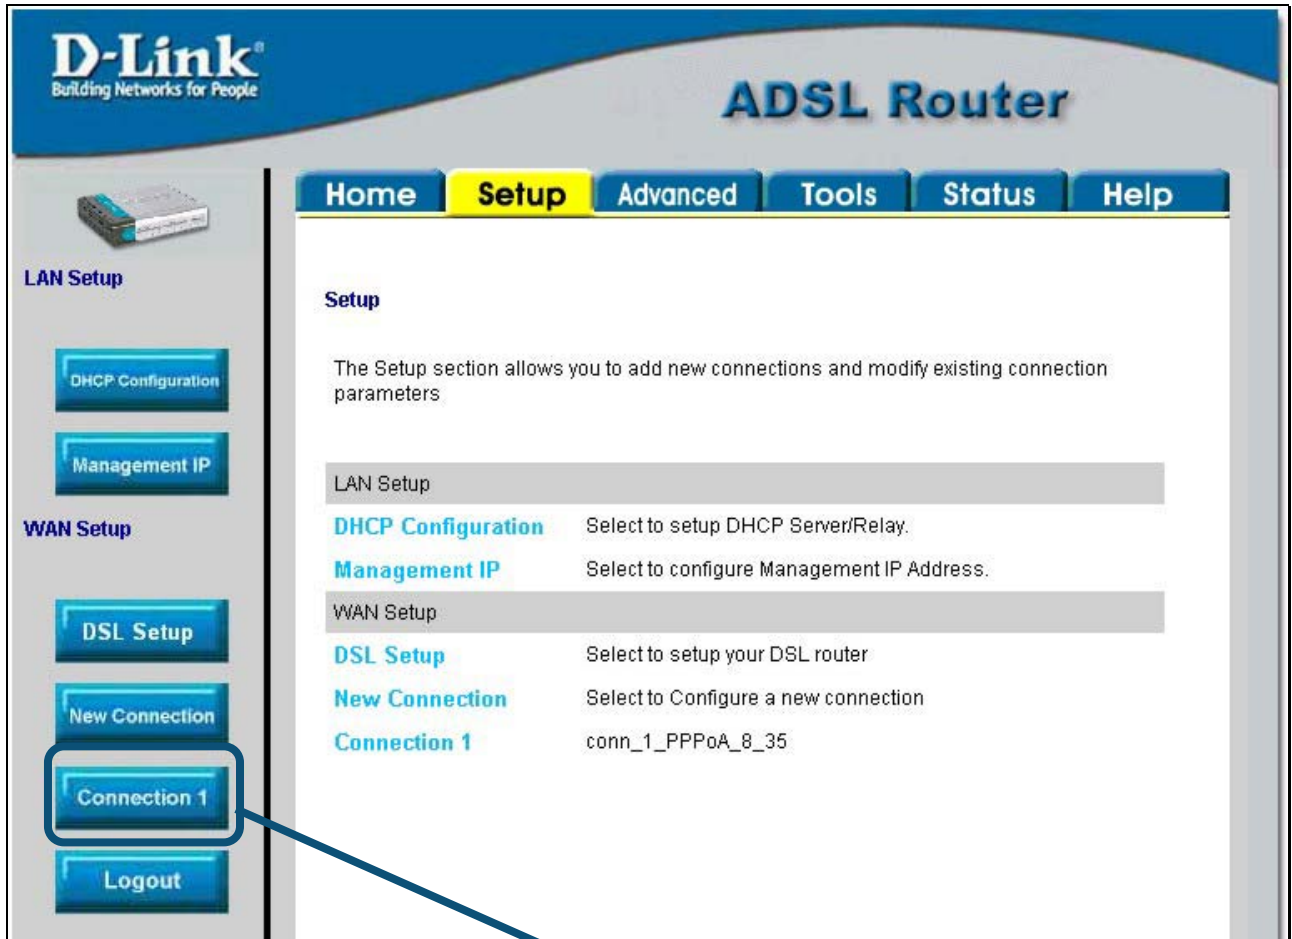 D-Link®
Building Networks for People
ADSL Router
Home Setup Advanced Tools Status Help
LAN Setup
DHCP Configuration
Management IP
WAN Setup
DSL Setup
New Connection
Connection 1
Logout
Setup
The Setup section allows you to add new connections and modify existing connection
parameters
LAN Setup
DHCP Configuration Select to setup DHCP Server/Relay.
Management IP Select to configure Management IP Address.
WAN Setup
DSL Setup Select to setup your DSL router
New Connection Select to Configure a new connection
Connection 1 conn_1_PPPoA_8_35